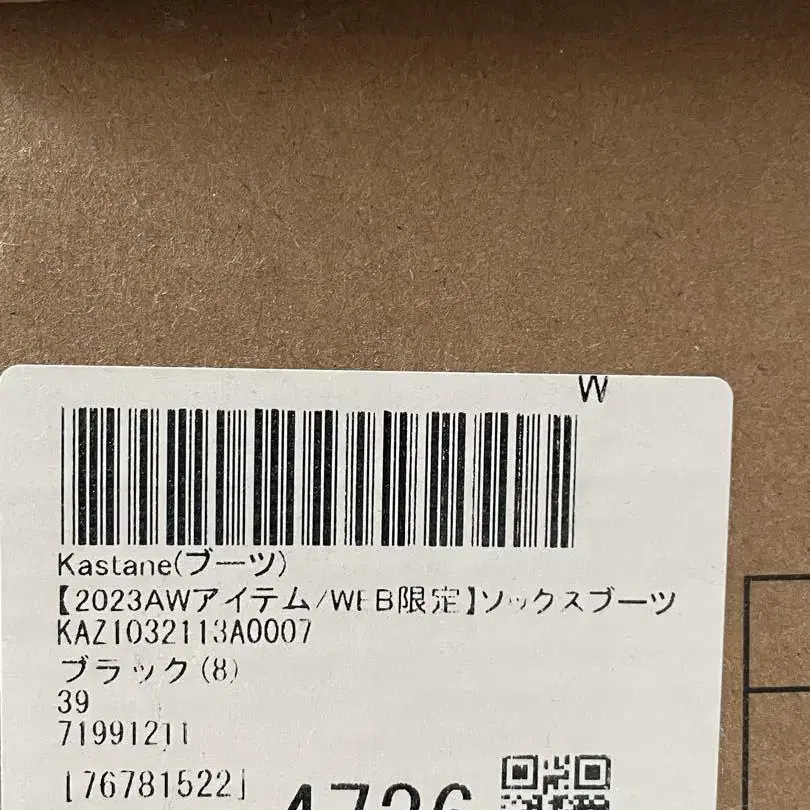 W
Kastane(ブーツ)
【2023AWアイテム/WEB限定】ソックスブーツ
KAZ1032113A0007
ブラック(8)
39
71991211
[76781522]
4736